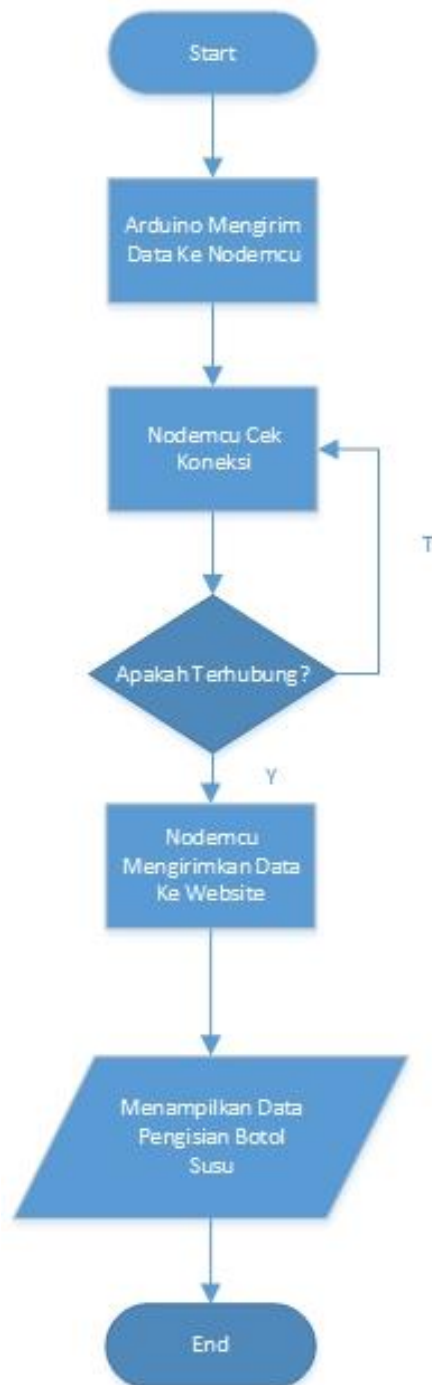 Start
Arduino Mengirim
Data Ke Nodemcu
Nodemcu Cek
Koneksi
T
Apakah Terhubung?
Y
Nodemcu
Mengirimkan Data
Ke Website
Menampilkan Data
Pengisian Botol
Susu
End